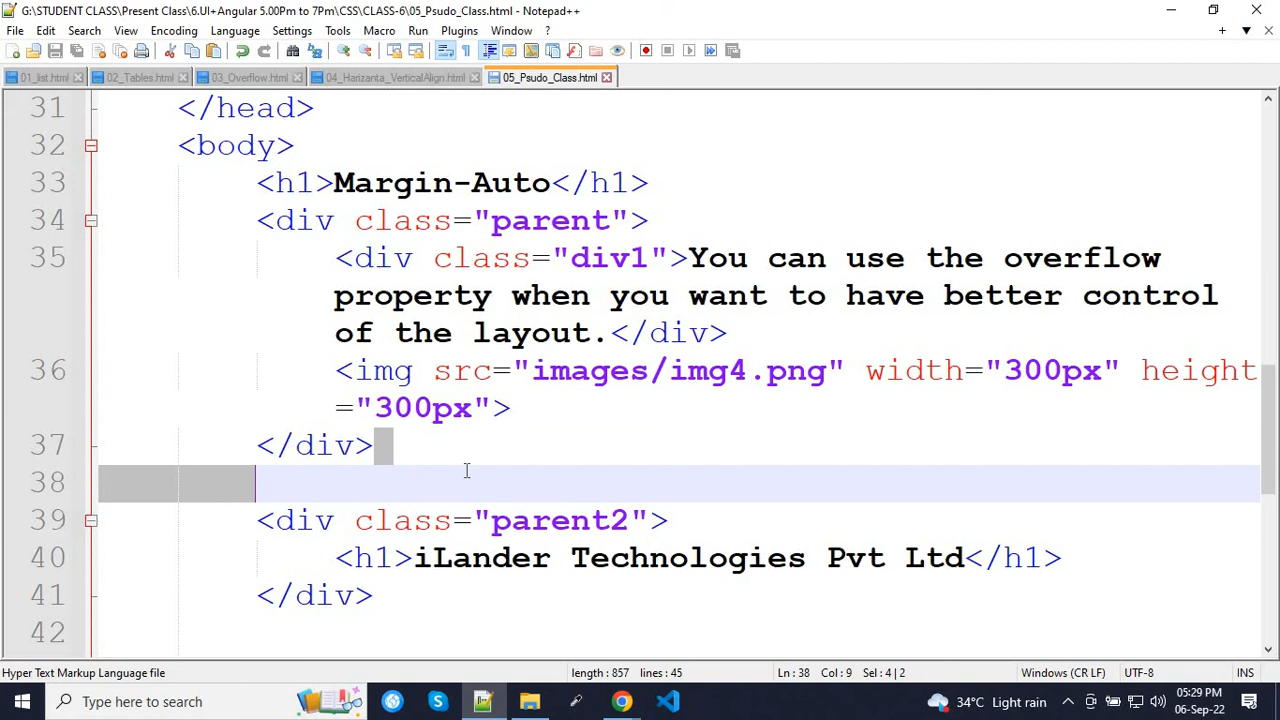 G:\STUDENT CLASS\Present Class\6.UI+Angular 5.00Pm to 7Pm\CSS\CLASS-6\05_Psudo_Class.html - Notepad++
File Edit Search View Encoding Language Settings Tools Macro Run Plugins Window ?
01_list.html 02_Tables.html 03_Overflow.html 04_Harizanta_VerticalAlign.html 05_Psudo_Class.html
31 </head>
32 <body>
33 <h1>Margin-Auto</h1>
34 <div class="parent">
35 <div class="div1">You can use the overflow
property when you want to have better control
of the layout.</div>
36 <img src="images/img4.png" width="300px" height
="300px">
37 </div>
38
39 <div class="parent2">
40 <h1>iLander Technologies Pvt Ltd</h1>
41 </div>
42
Hyper Text Markup Language file length : 857 lines : 45 Ln : 38 Col : 9 Sel : 4 | 2 Windows (CR LF) UTF-8 INS
Type here to search 34°C Light rain 05:29 PM
06-Sep-22